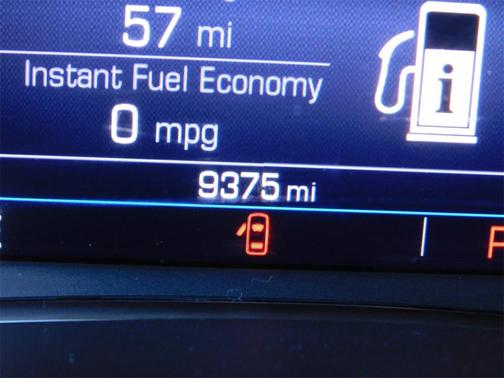 57 mi
Instant Fuel Economy
0 mpg
i
9375 mi